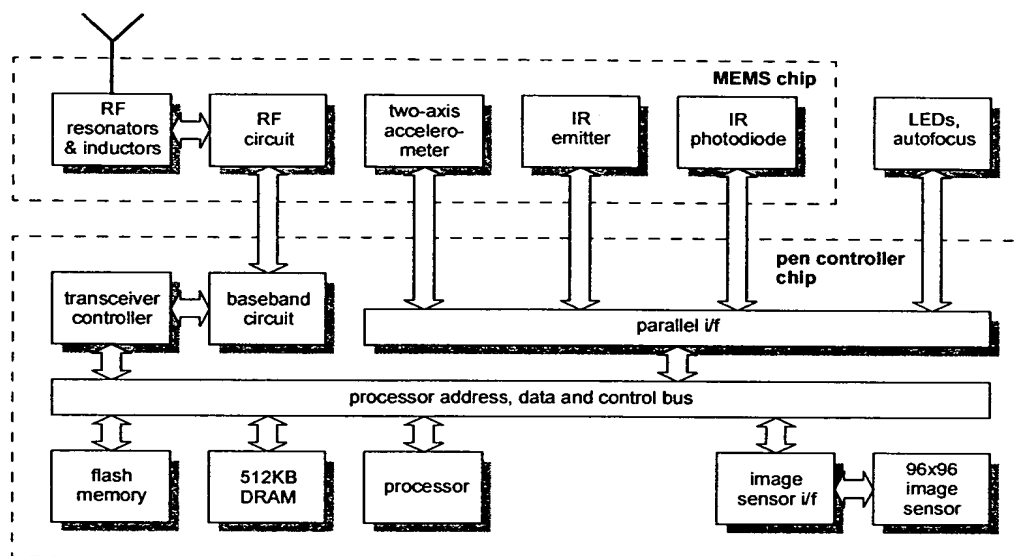 MEMS chip
RF
resonators
& inductors
RF
circuit
two-axis
accelero-
meter
IR
emitter
IR
photodiode
LEDs,
autofocus
pen controller
chip
transceiver
controller
baseband
circuit
parallel i/f
processor address, data and control bus
flash
memory
512KB
DRAM
processor
image
sensor i/f
96x96
image
sensor